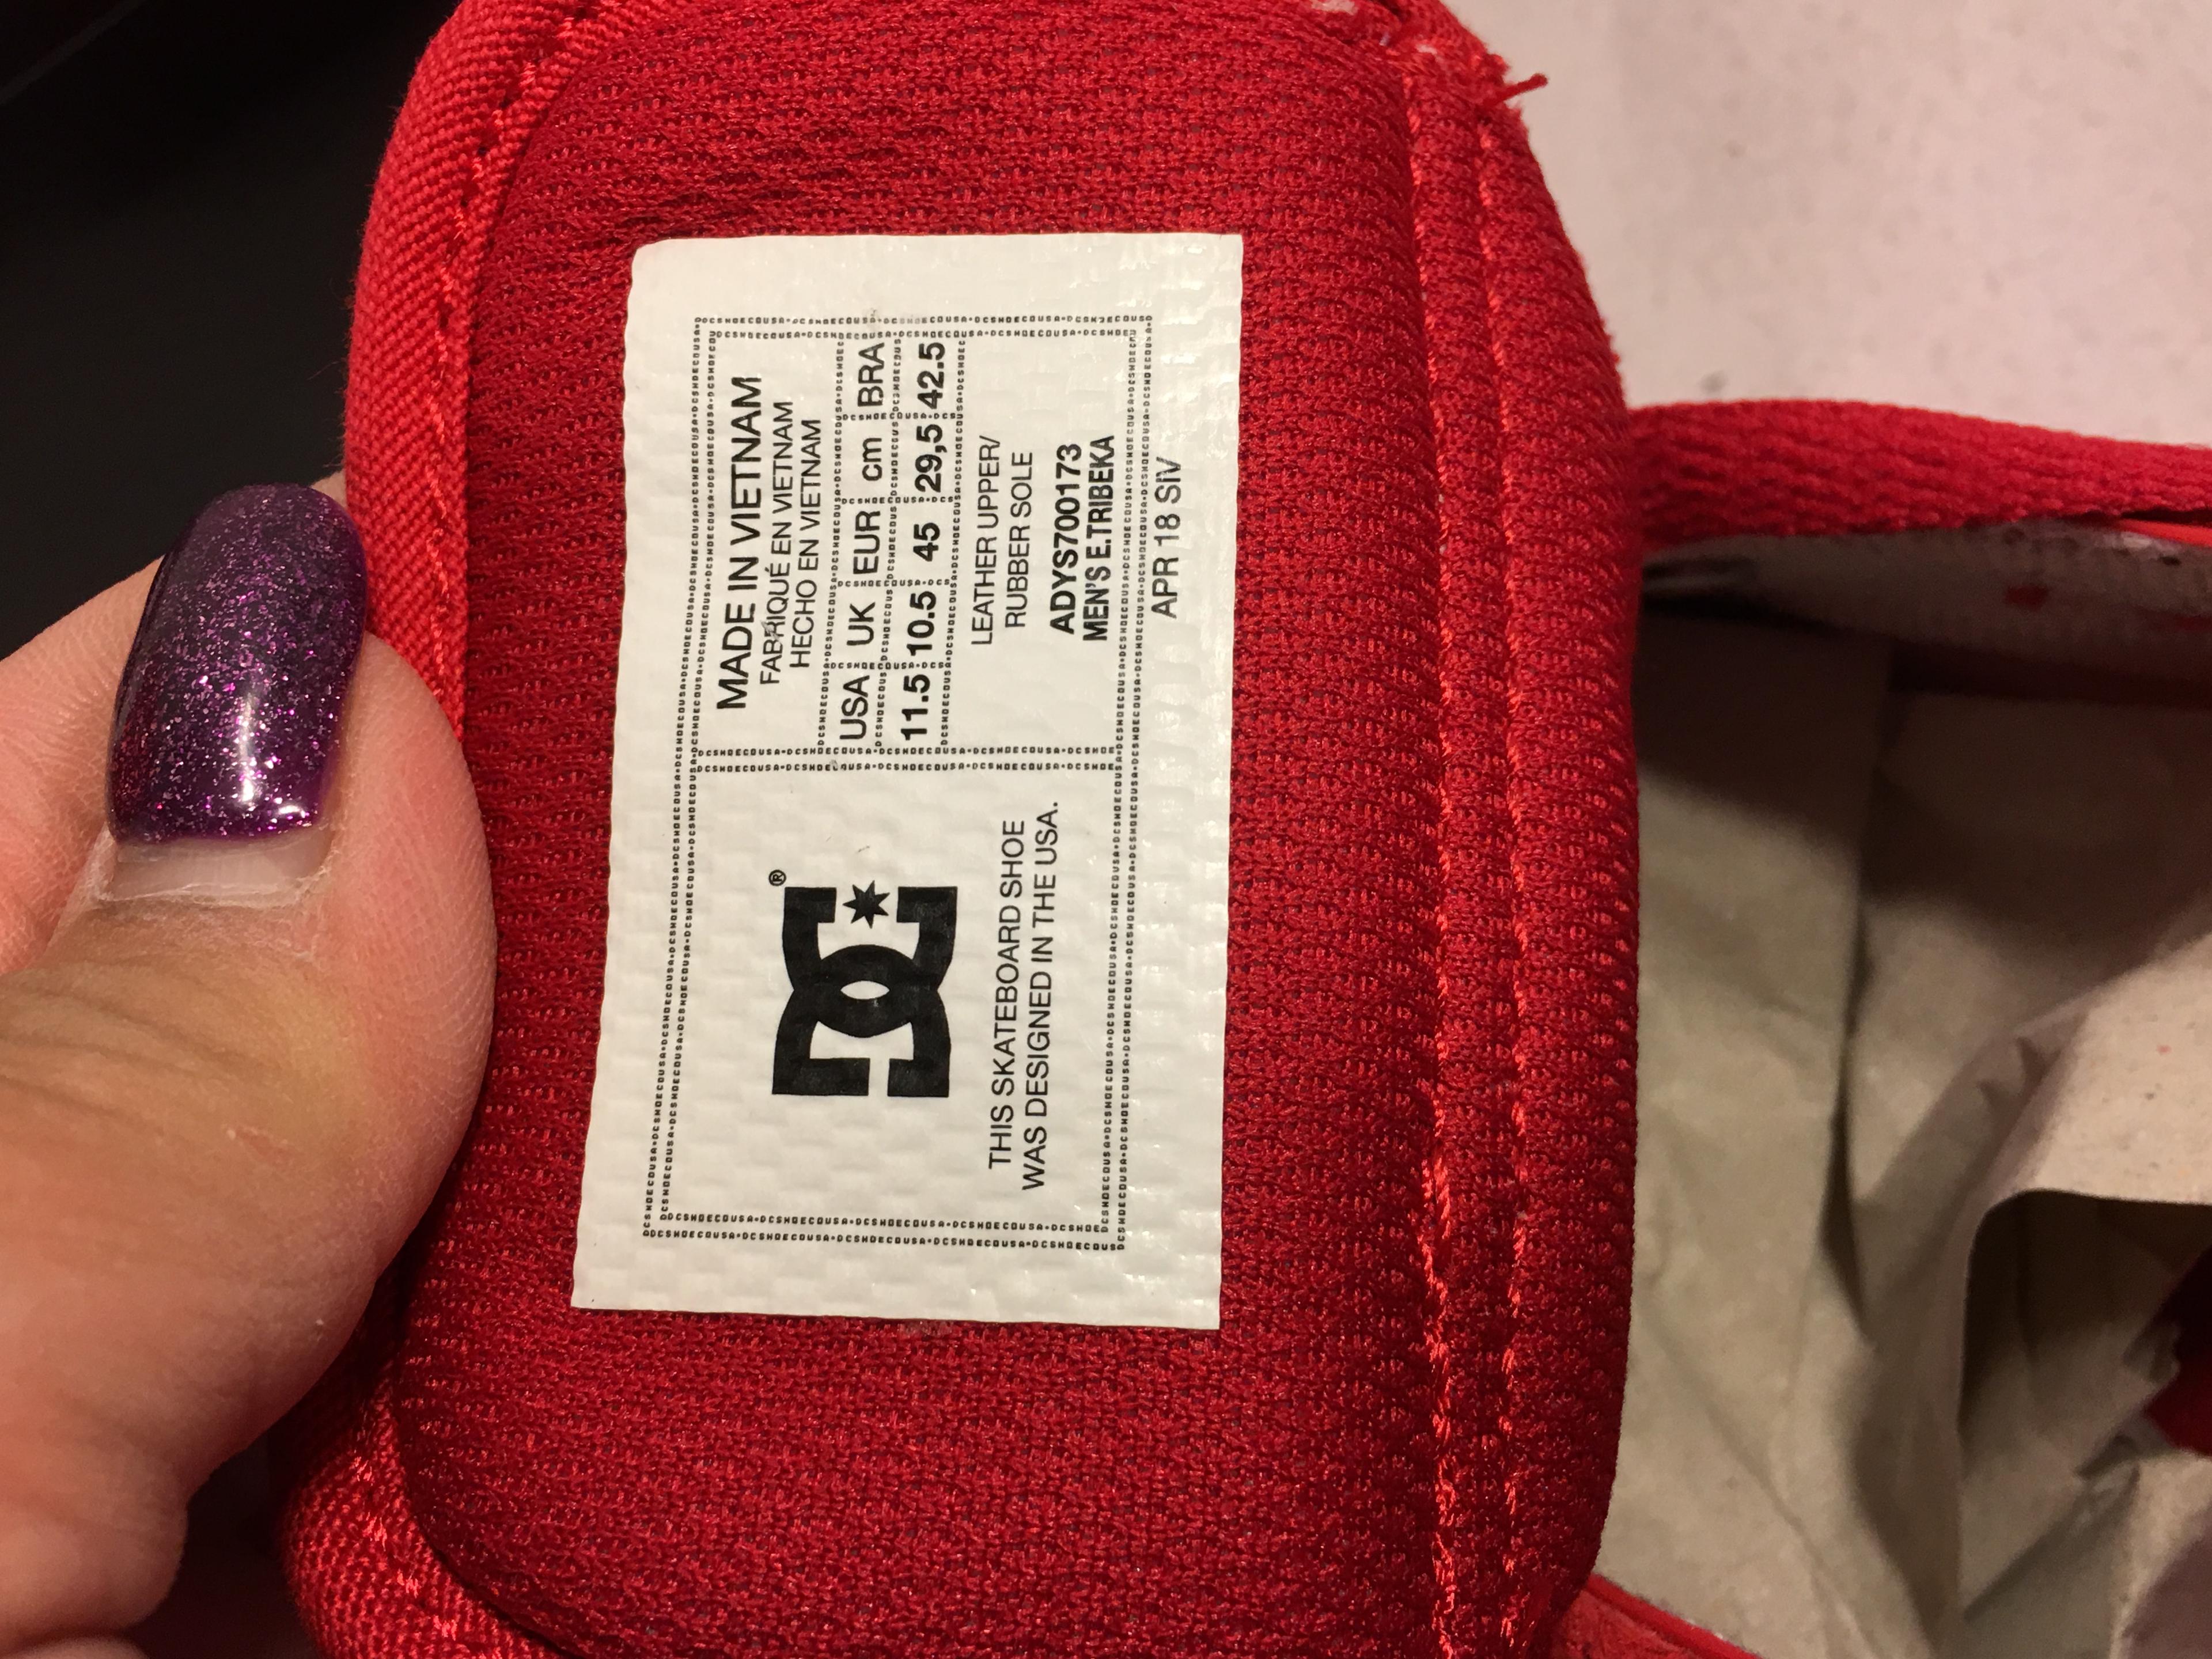 MADE IN VIETNAM
FABRIQUÉ EN VIETNAM
HECHO EN VIETNAM
USA UK EUR cm BRA
11.5 10.5 45 29,5 42.5
LEATHER UPPER/
RUBBER SOLE
ADYS700173
MEN'S E.TRIBEKA
APR 18 SIV
DC®
THIS SKATEBOARD SHOE
WAS DESIGNED IN THE USA.